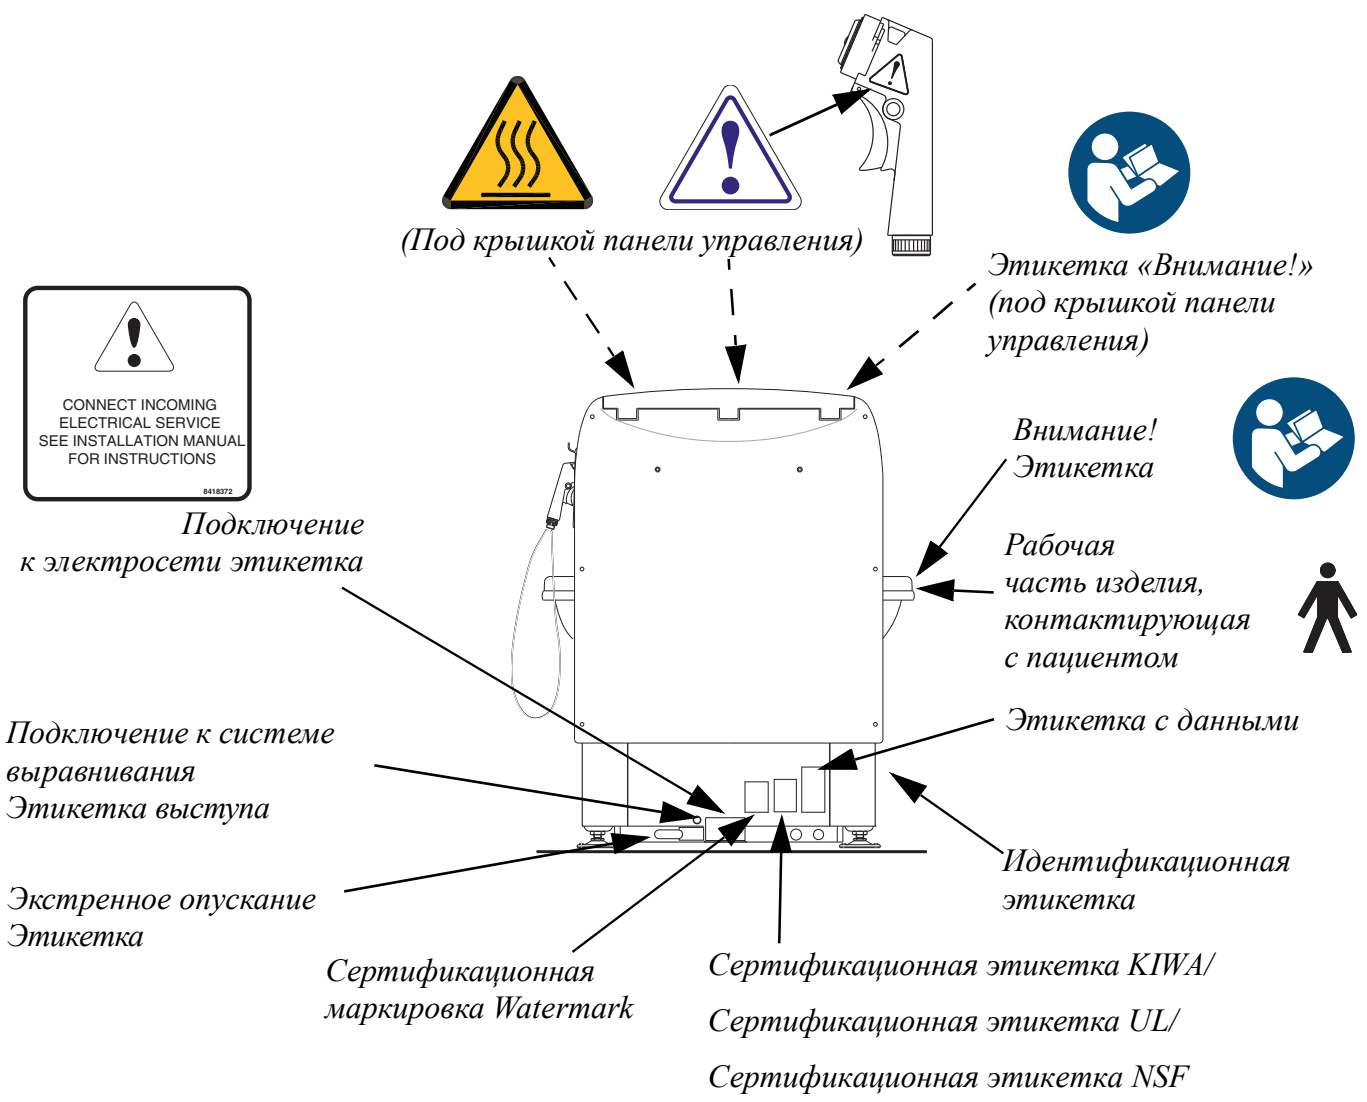 (Под крышкой панели управления)
Этикетка «Внимание!»
(под крышкой панели
управления)
CONNECT INCOMING
ELECTRICAL SERVICE
SEE INSTALLATION MANUAL
FOR INSTRUCTIONS
8418372
Внимание!
Этикетка
Подключение
к электросети этикетка
Рабочая
часть изделия,
контактирующая
с пациентом
Этикетка с данными
Подключение к системе
выравнивания
Этикетка выступа
Идентификационная
этикетка
Экстренное опускание
Этикетка
Сертификационная
маркировка Watermark
Сертификационная этикетка KIWA/
Сертификационная этикетка UL/
Сертификационная этикетка NSF